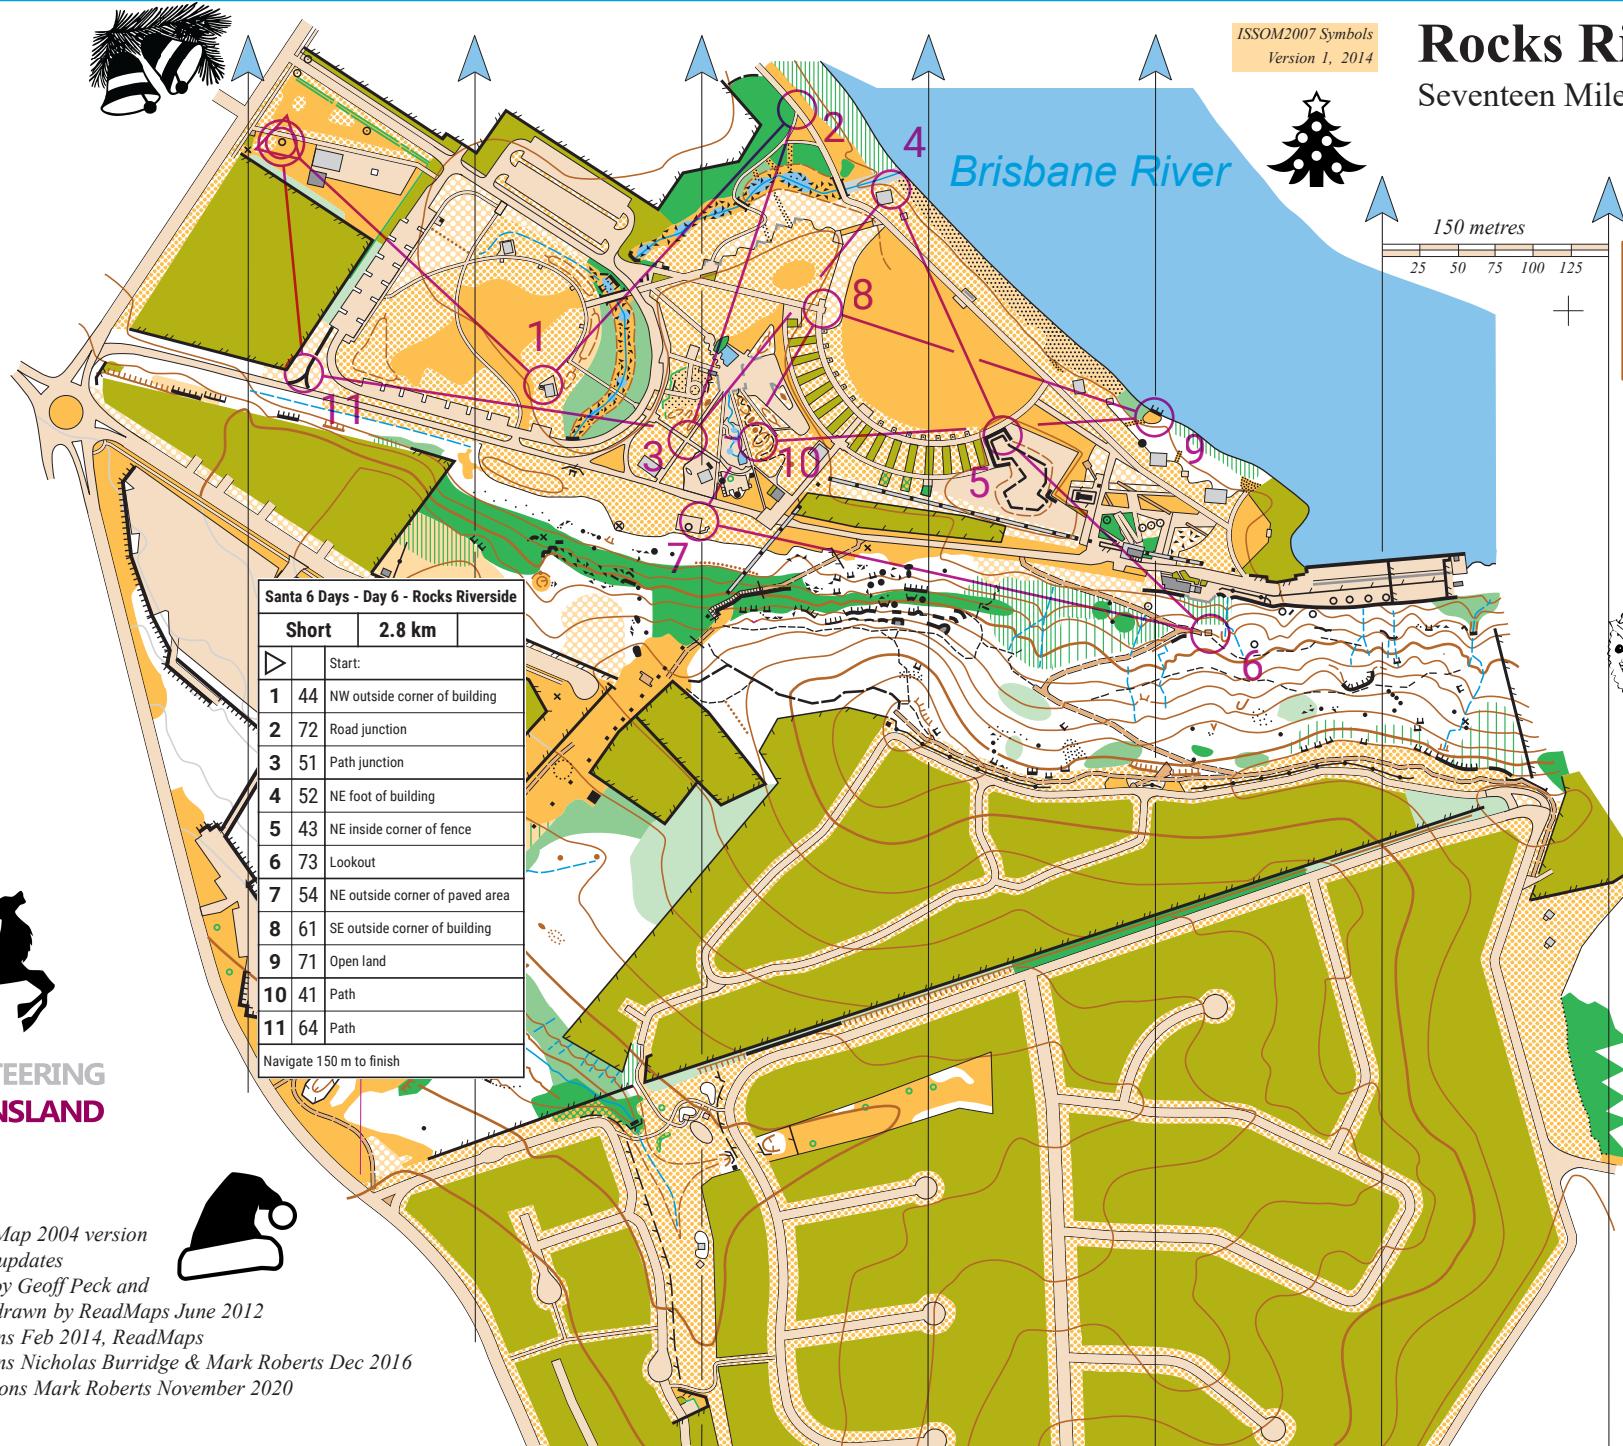 ISSOM2007 Symbols
Version 1, 2014
Rocks Ri
Seventeen Mile
Brisbane River
150 metres
25 50 75 100 125
1
2
3
4
5
6
7
8
9
10
11
Santa 6 Days - Day 6 - Rocks Riverside
Short 2.8 km
Start:
1 44 NW outside corner of building
2 72 Road junction
3 51 Path junction
4 52 NE foot of building
5 43 NE inside corner of fence
6 73 Lookout
7 54 NE outside corner of paved area
8 61 SE outside corner of building
9 71 Open land
10 41 Path
11 64 Path
Navigate 150 m to finish
TEERING
NSLAND
Map 2004 version
updates
by Geoff Peck and
drawn by ReadMaps June 2012
ns Feb 2014, ReadMaps
ns Nicholas Burridge & Mark Roberts Dec 2016
ons Mark Roberts November 2020